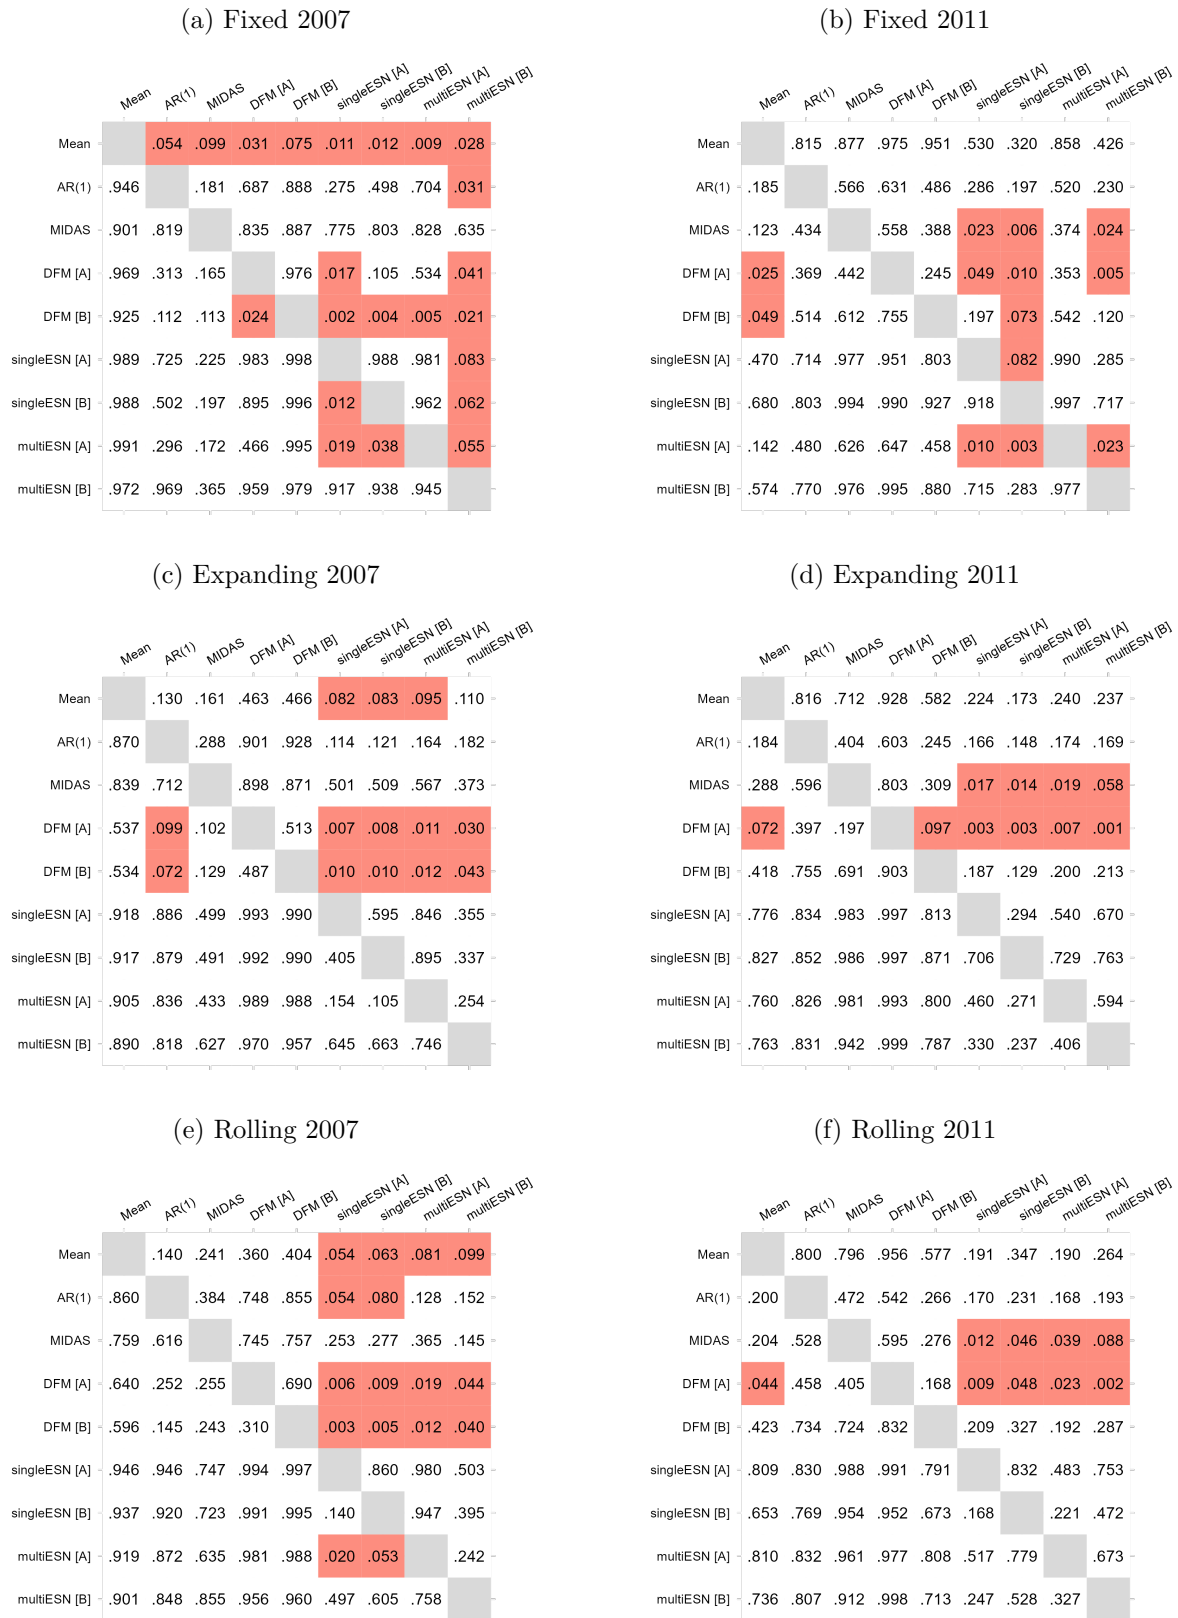 (a) Fixed 2007
Mean AR(1) MIDAS DFM [A] DFM [B] singleESN [A] singleESN [B] multiESN [A] multiESN [B]
Mean .054 .099 .031 .075 .011 .012 .009 .028
AR(1) .946 .181 .687 .888 .275 .498 .704 .031
MIDAS .901 .819 .835 .887 .775 .803 .828 .635
DFM [A] .969 .313 .165 .976 .017 .105 .534 .041
DFM [B] .925 .112 .113 .024 .002 .004 .005 .021
singleESN [A] .989 .725 .225 .983 .998 .988 .981 .083
singleESN [B] .988 .502 .197 .895 .996 .012 .962 .062
multiESN [A] .991 .296 .172 .466 .995 .019 .038 .055
multiESN [B] .972 .969 .365 .959 .979 .917 .938 .945
(b) Fixed 2011
Mean AR(1) MIDAS DFM [A] DFM [B] singleESN [A] singleESN [B] multiESN [A] multiESN [B]
Mean .815 .877 .975 .951 .530 .320 .858 .426
AR(1) .185 .566 .631 .486 .286 .197 .520 .230
MIDAS .123 .434 .558 .388 .023 .006 .374 .024
DFM [A] .025 .369 .442 .245 .049 .010 .353 .005
DFM [B] .049 .514 .612 .755 .197 .073 .542 .120
singleESN [A] .470 .714 .977 .951 .803 .082 .990 .285
singleESN [B] .680 .803 .994 .990 .927 .918 .997 .717
multiESN [A] .142 .480 .626 .647 .458 .010 .003 .023
multiESN [B] .574 .770 .976 .995 .880 .715 .283 .977
(c) Expanding 2007
Mean AR(1) MIDAS DFM [A] DFM [B] singleESN [A] singleESN [B] multiESN [A] multiESN [B]
Mean .130 .161 .463 .466 .082 .083 .095 .110
AR(1) .870 .288 .901 .928 .114 .121 .164 .182
MIDAS .839 .712 .898 .871 .501 .509 .567 .373
DFM [A] .537 .099 .102 .513 .007 .008 .011 .030
DFM [B] .534 .072 .129 .487 .010 .010 .012 .043
singleESN [A] .918 .886 .499 .993 .990 .595 .846 .355
singleESN [B] .917 .879 .491 .992 .990 .405 .895 .337
multiESN [A] .905 .836 .433 .989 .988 .154 .105 .254
multiESN [B] .890 .818 .627 .970 .957 .645 .663 .746
(d) Expanding 2011
Mean AR(1) MIDAS DFM [A] DFM [B] singleESN [A] singleESN [B] multiESN [A] multiESN [B]
Mean .816 .712 .928 .582 .224 .173 .240 .237
AR(1) .184 .404 .603 .245 .166 .148 .174 .169
MIDAS .288 .596 .803 .309 .017 .014 .019 .058
DFM [A] .072 .397 .197 .097 .003 .003 .007 .001
DFM [B] .418 .755 .691 .903 .187 .129 .200 .213
singleESN [A] .776 .834 .983 .997 .813 .294 .540 .670
singleESN [B] .827 .852 .986 .997 .871 .706 .729 .763
multiESN [A] .760 .826 .981 .993 .800 .460 .271 .594
multiESN [B] .763 .831 .942 .999 .787 .330 .237 .406
(e) Rolling 2007
Mean AR(1) MIDAS DFM [A] DFM [B] singleESN [A] singleESN [B] multiESN [A] multiESN [B]
Mean .140 .241 .360 .404 .054 .063 .081 .099
AR(1) .860 .384 .748 .855 .054 .080 .128 .152
MIDAS .759 .616 .745 .757 .253 .277 .365 .145
DFM [A] .640 .252 .255 .690 .006 .009 .019 .044
DFM [B] .596 .145 .243 .310 .003 .005 .012 .040
singleESN [A] .946 .946 .747 .994 .997 .860 .980 .503
singleESN [B] .937 .920 .723 .991 .995 .140 .947 .395
multiESN [A] .919 .872 .635 .981 .988 .020 .053 .242
multiESN [B] .901 .848 .855 .956 .960 .497 .605 .758
(f) Rolling 2011
Mean AR(1) MIDAS DFM [A] DFM [B] singleESN [A] singleESN [B] multiESN [A] multiESN [B]
Mean .800 .796 .956 .577 .191 .347 .190 .264
AR(1) .200 .472 .542 .266 .170 .231 .168 .193
MIDAS .204 .528 .595 .276 .012 .046 .039 .088
DFM [A] .044 .458 .405 .168 .009 .048 .023 .002
DFM [B] .423 .734 .724 .832 .209 .327 .192 .287
singleESN [A] .809 .830 .988 .991 .791 .832 .483 .753
singleESN [B] .653 .769 .954 .952 .673 .168 .221 .472
multiESN [A] .810 .832 .961 .977 .808 .517 .779 .673
multiESN [B] .736 .807 .912 .998 .713 .247 .528 .327